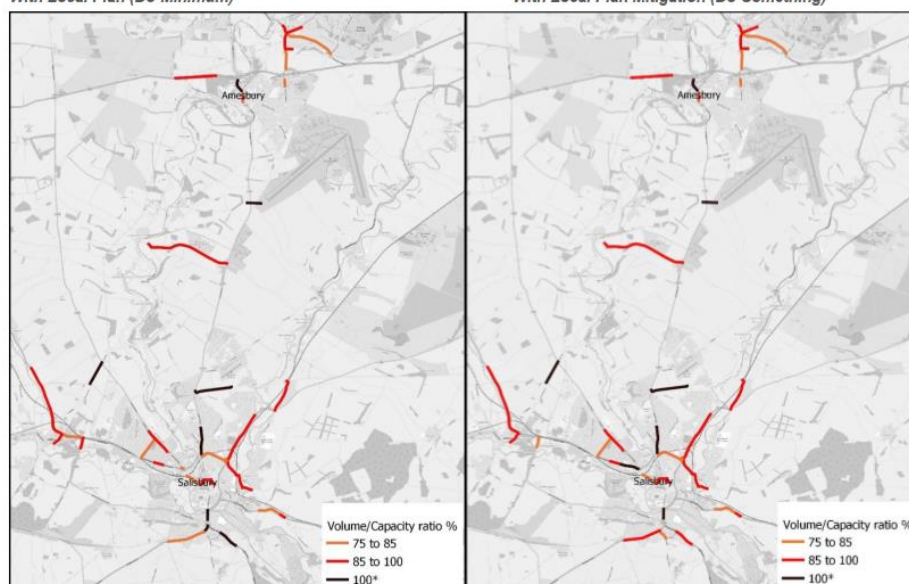 With Local Plan (Do Minimum)
With Local Plan Mitigation (Do Something)
Amesbury
Amesbury
Salisbury
Salisbury
Volume/Capacity ratio %
75 to 85
85 to 100
100*
Volume/Capacity ratio %
75 to 85
85 to 100
100*